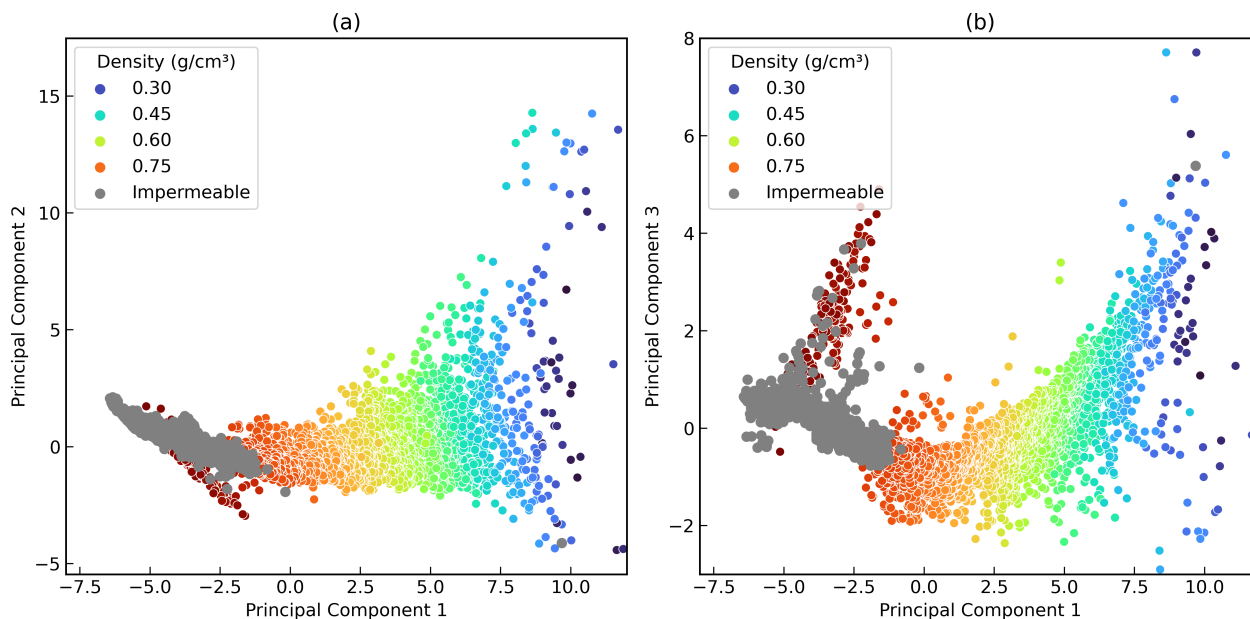 (a)
Density (g/cm³)
0.30
0.45
0.60
0.75
Impermeable
15
10
5
0
−5
Principal Component 2
−7.5 −5.0 −2.5 0.0 2.5 5.0 7.5 10.0
Principal Component 1
(b)
Density (g/cm³)
0.30
0.45
0.60
0.75
Impermeable
8
6
4
2
0
−2
Principal Component 3
−7.5 −5.0 −2.5 0.0 2.5 5.0 7.5 10.0
Principal Component 1